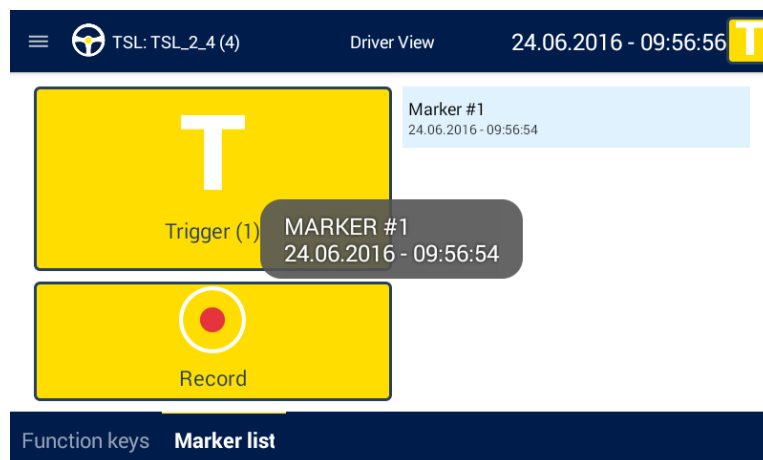 TSL: TSL_2_4 (4)
Driver View
24.06.2016 - 09:56:56
T
T
Trigger (1)
Marker #1
24.06.2016 - 09:56:54
MARKER #1
24.06.2016 - 09:56:54
Record
Function keys
Marker list